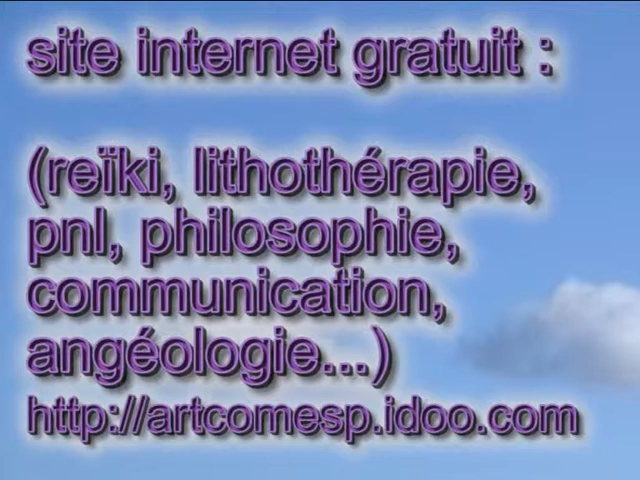 site internet gratuit :
(reïki, lithothérapie,
pnl, philosophie,
communication,
angéologie...)
http://artcomesp.idoo.com